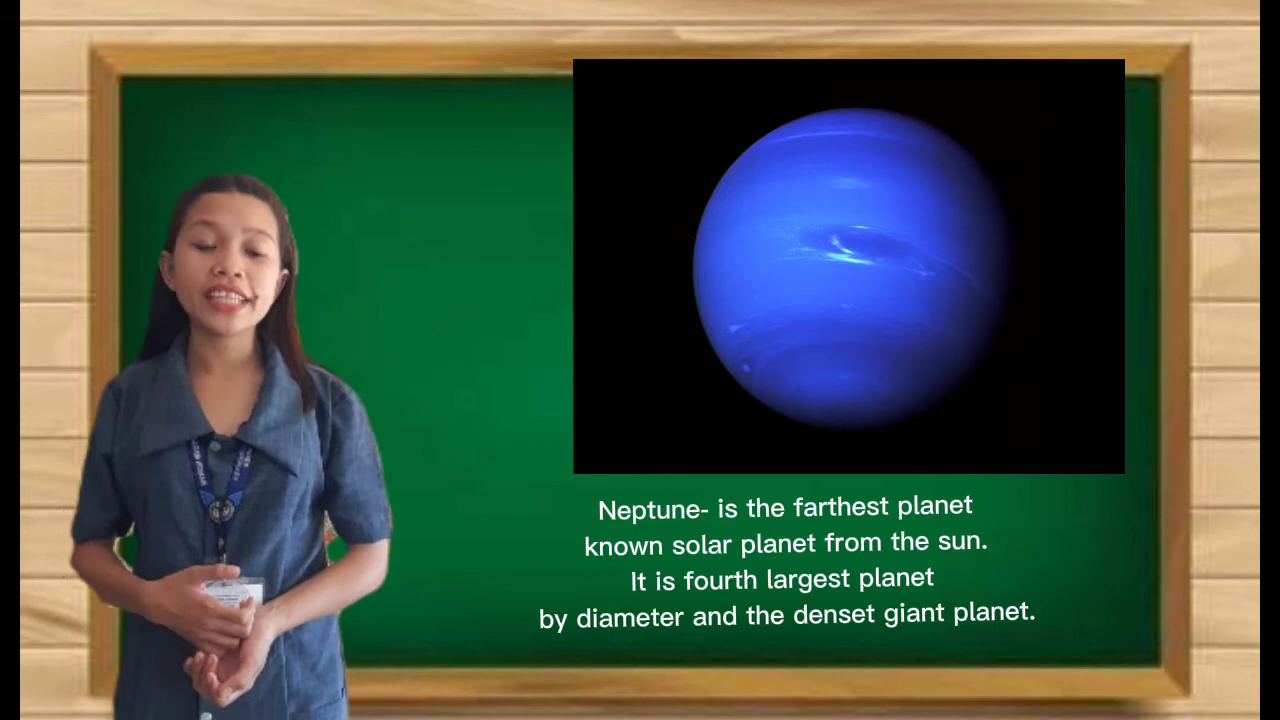 Neptune- is the farthest planet
known solar planet from the sun.
It is fourth largest planet
by diameter and the denset giant planet.